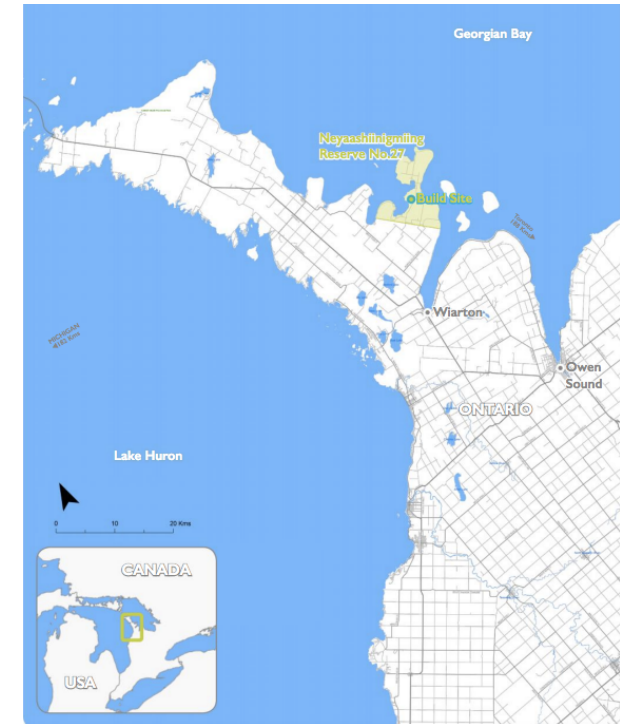 Georgian Bay
Neyaashiinigmiing
Reserve No.27
Build Site
Wiarton
Owen
Sound
ONTARIO
MICHIGAN
Lake Huron
0 10 20 Kms
CANADA
USA